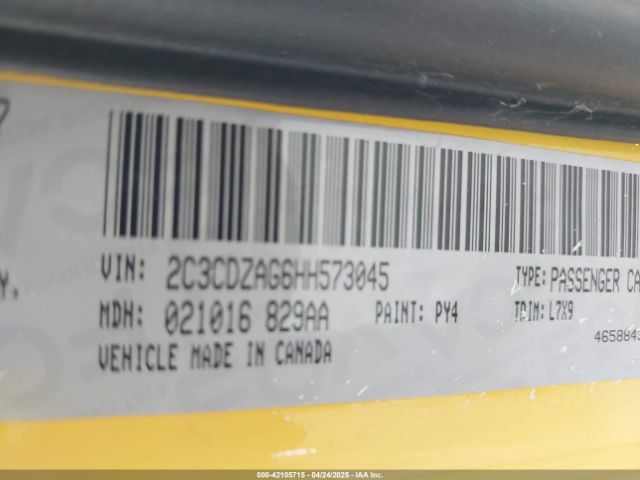 VIN: 2C3CDZAG6HH573045 TYPE: PASSENGER CA
MDH: 021016 829AA PAINT: PY4 TRIM: L7X9
VEHICLE MADE IN CANADA 465884
000-42105715 - 04/24/2025 - IAA Inc.